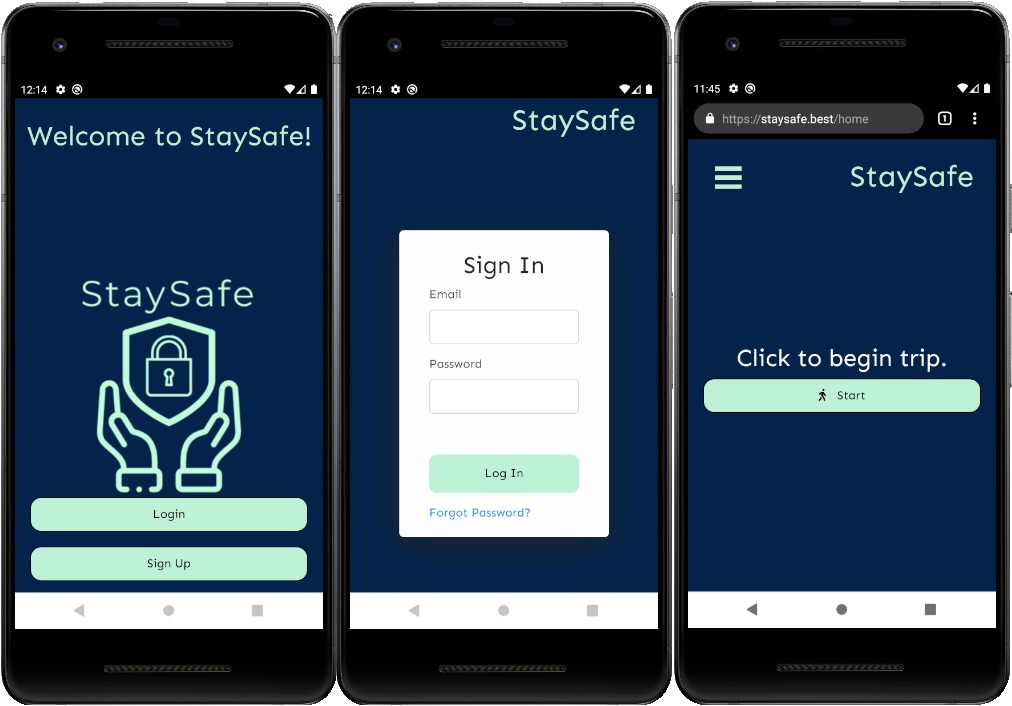 12:14
Welcome to StaySafe!
StaySafe
Login
Sign Up
12:14
StaySafe
Sign In
Email
Password
Log In
Forgot Password?
11:45
https://staysafe.best/home
1
StaySafe
Click to begin trip.
Start